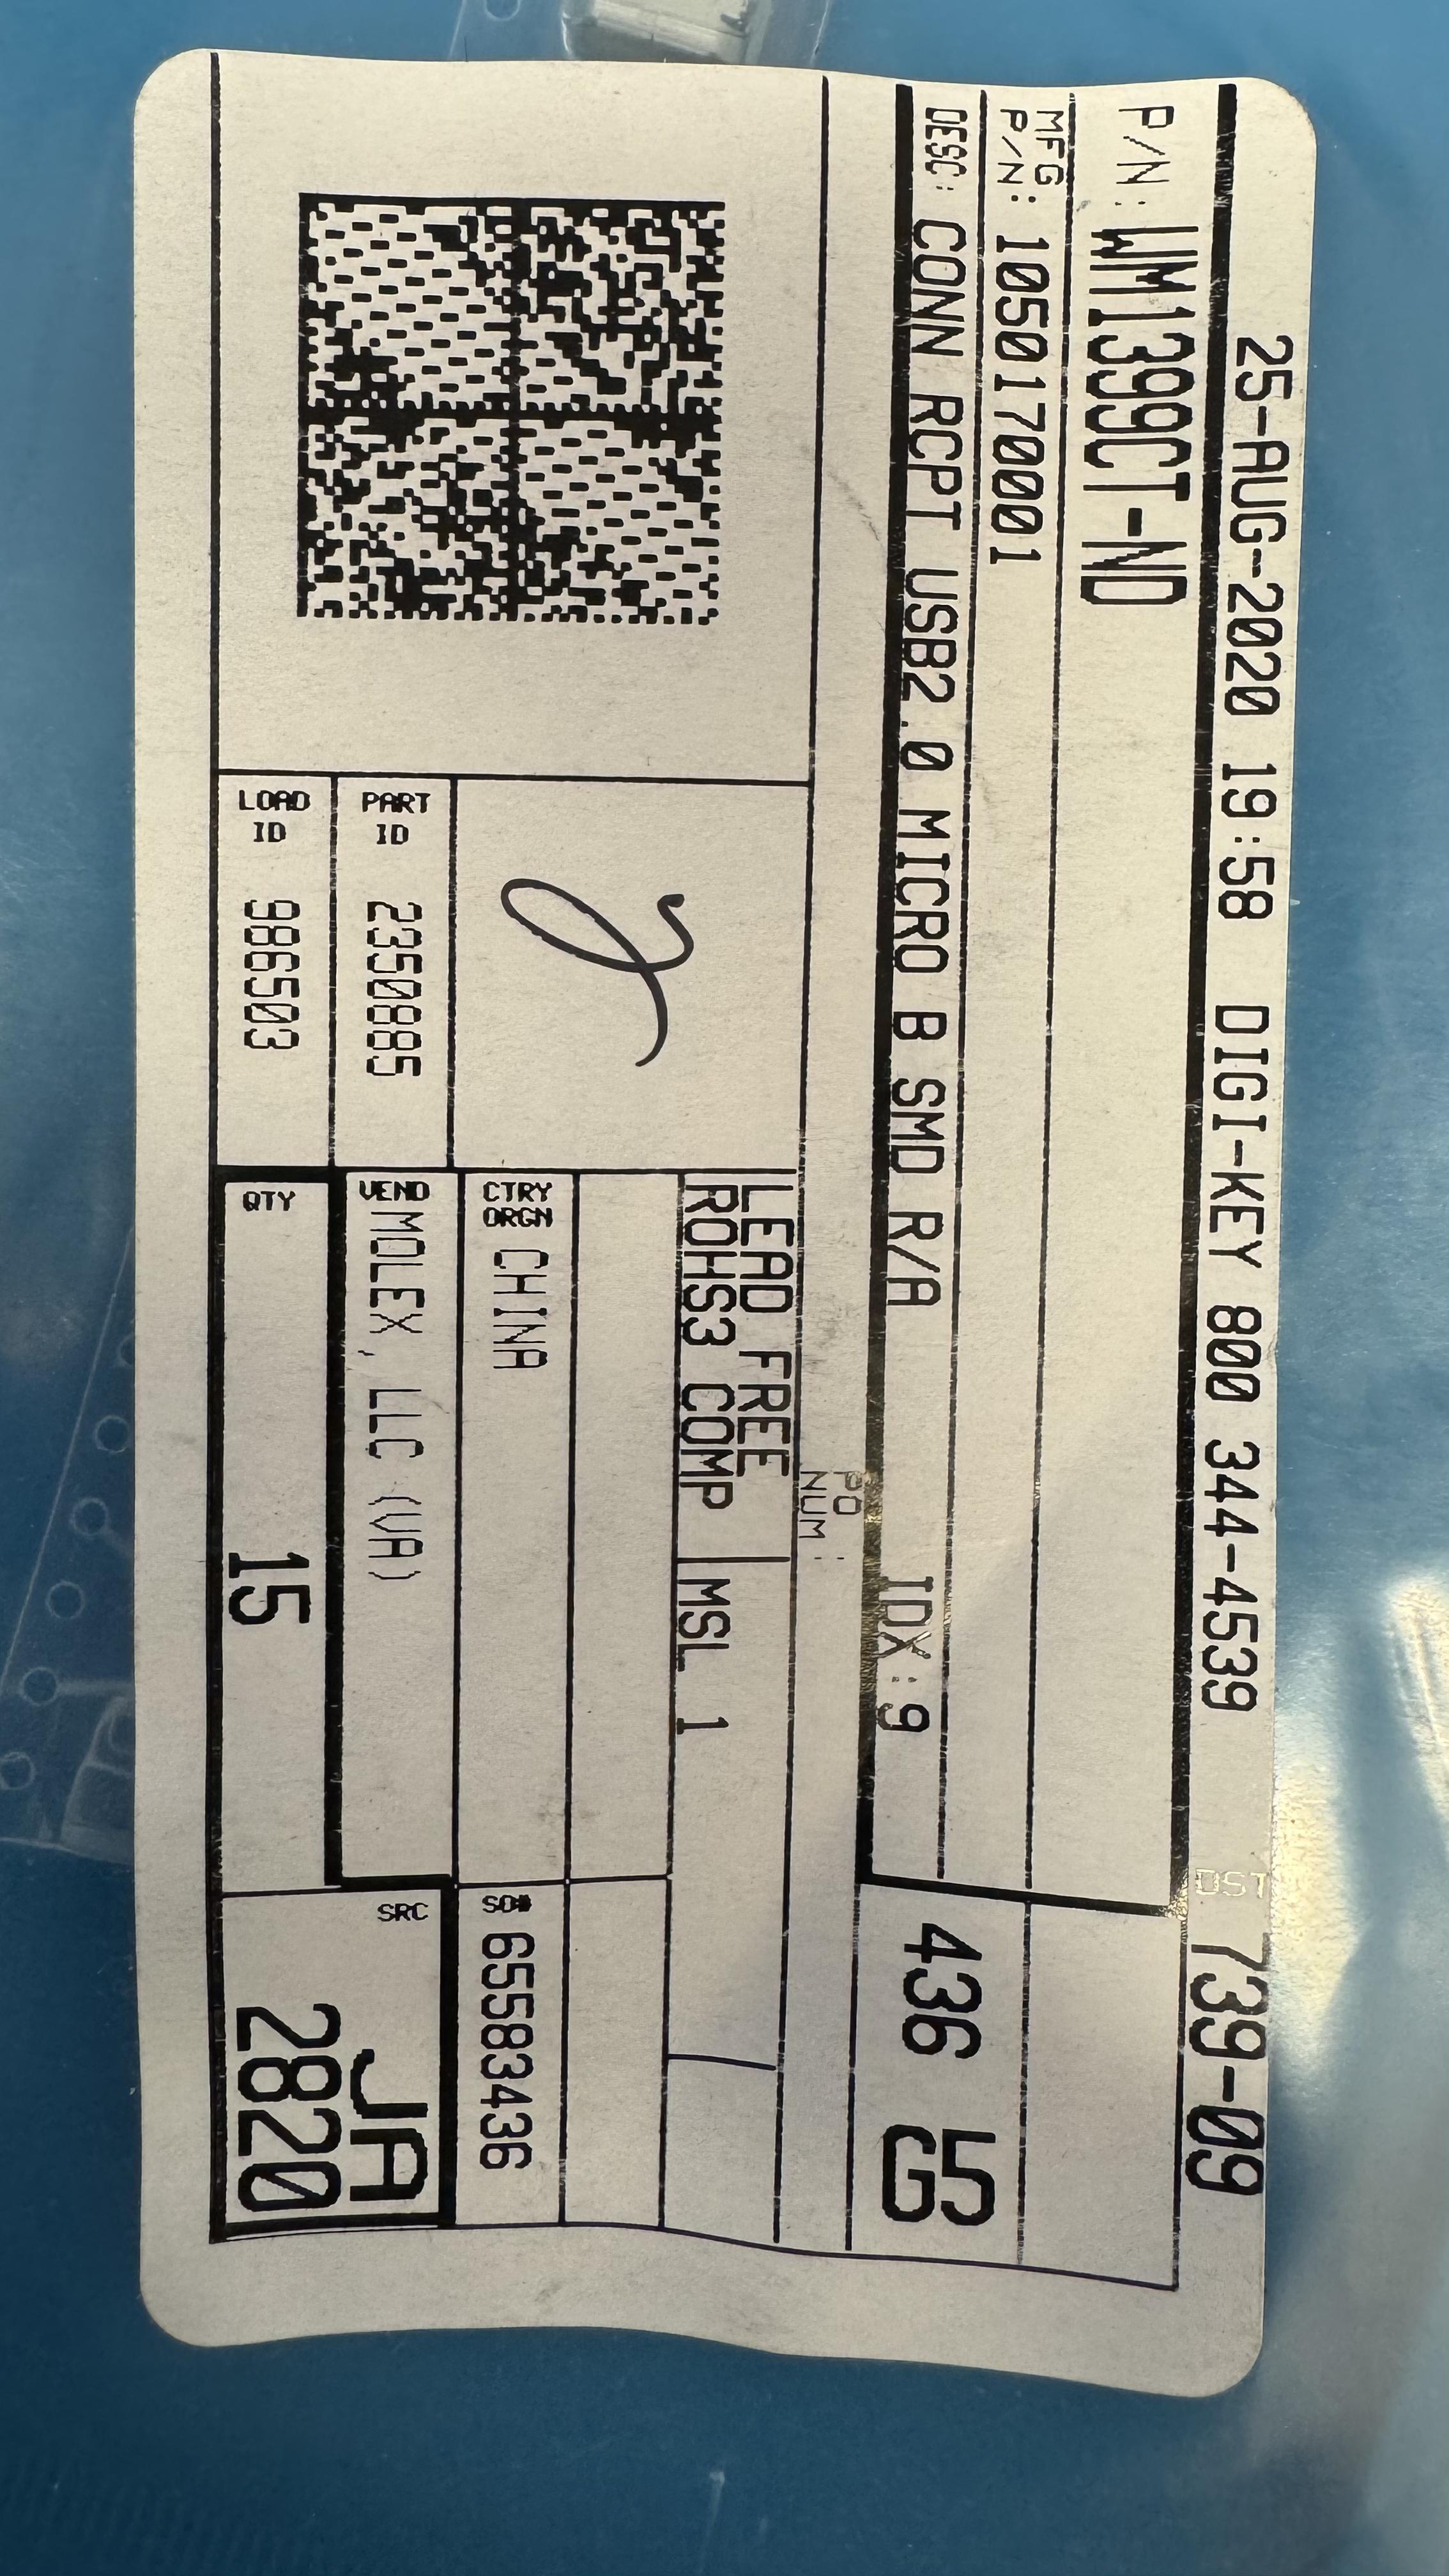 25-AUG-2020 19:58 DIGI-KEY 800 344-4539 DST 739-09
P/N: WM1399CT-ND
MFG P/N: 1050170001
DESC: CONN RCPT USB2.0 MICRO B SMD R/A
IDX:9
436
PO NUM:
LEAD FREE
ROHS3 COMP
MSL 1
CTRY ORGN CHINA
SO# 65583436
PART ID 2350885
VEND MOLEX, LLC (VA)
SRC JA
2820
LOAD ID 986503
QTY 15